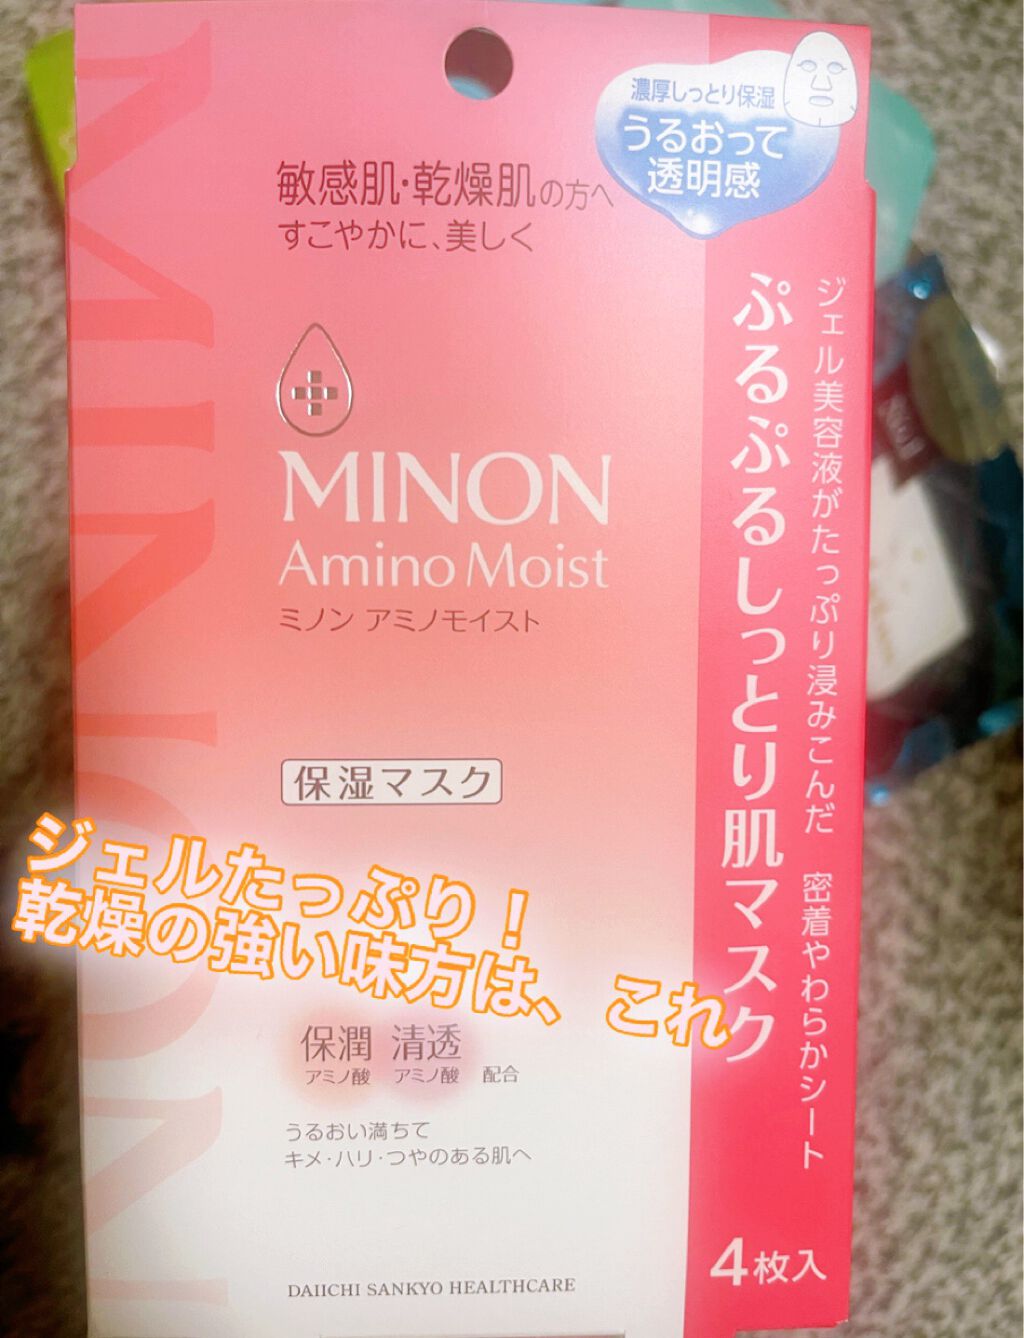 MINON
濃厚しっとり保湿
うるおって
透明感
敏感肌・乾燥肌の方へ
すこやかに、美しく
MINON
Amino Moist
ミノン アミノモイスト
保湿マスク
ジェル美容液がたっぷり浸みこんだ 密着やわらかシート
ぷるぷるしっとり肌マスク
ジェルたっぷり！
乾燥の強い味方は、これ
保潤 清透
アミノ酸 アミノ酸 配合
うるおい満ちて
キメ・ハリ・つやのある肌へ
4枚入
DAIICHI SANKYO HEALTHCARE